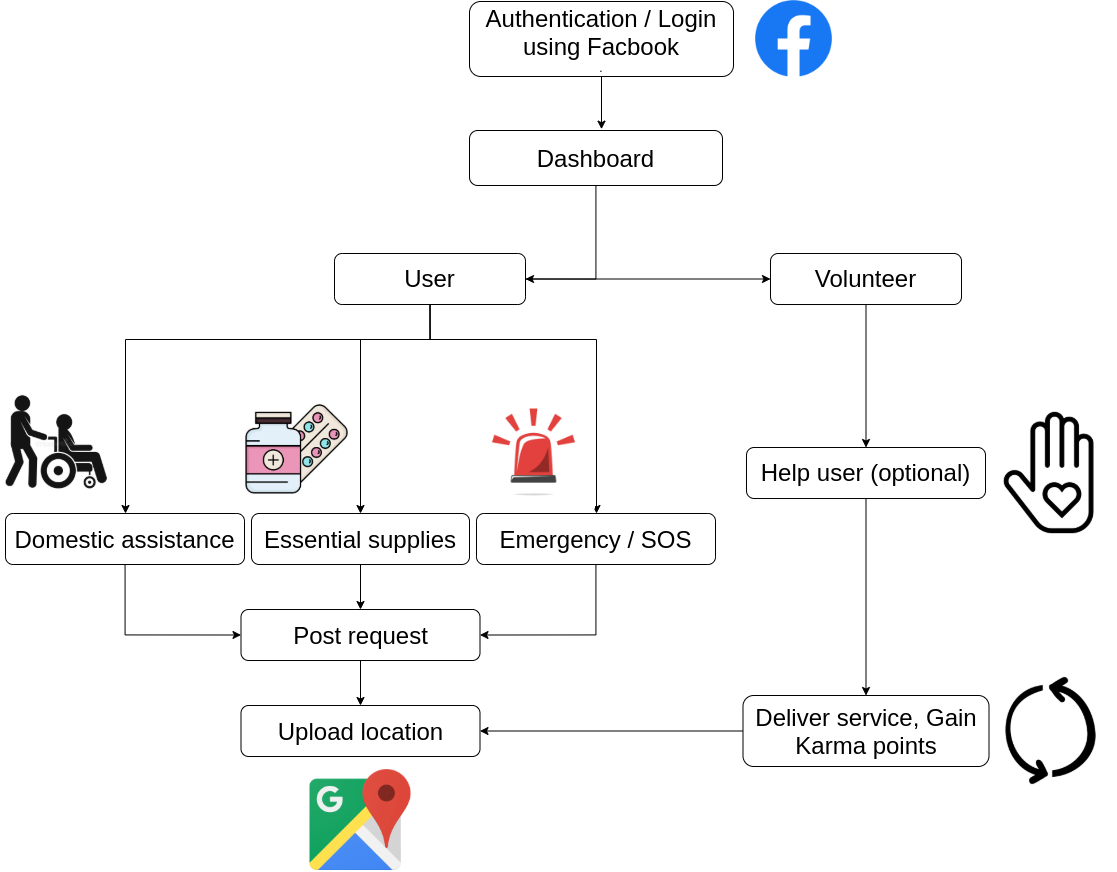 Authentication / Login
using Facbook
.
Dashboard
User
Volunteer
Help user (optional)
Domestic assistance
Essential supplies
Emergency / SOS
Post request
Upload location
Deliver service, Gain
Karma points
G